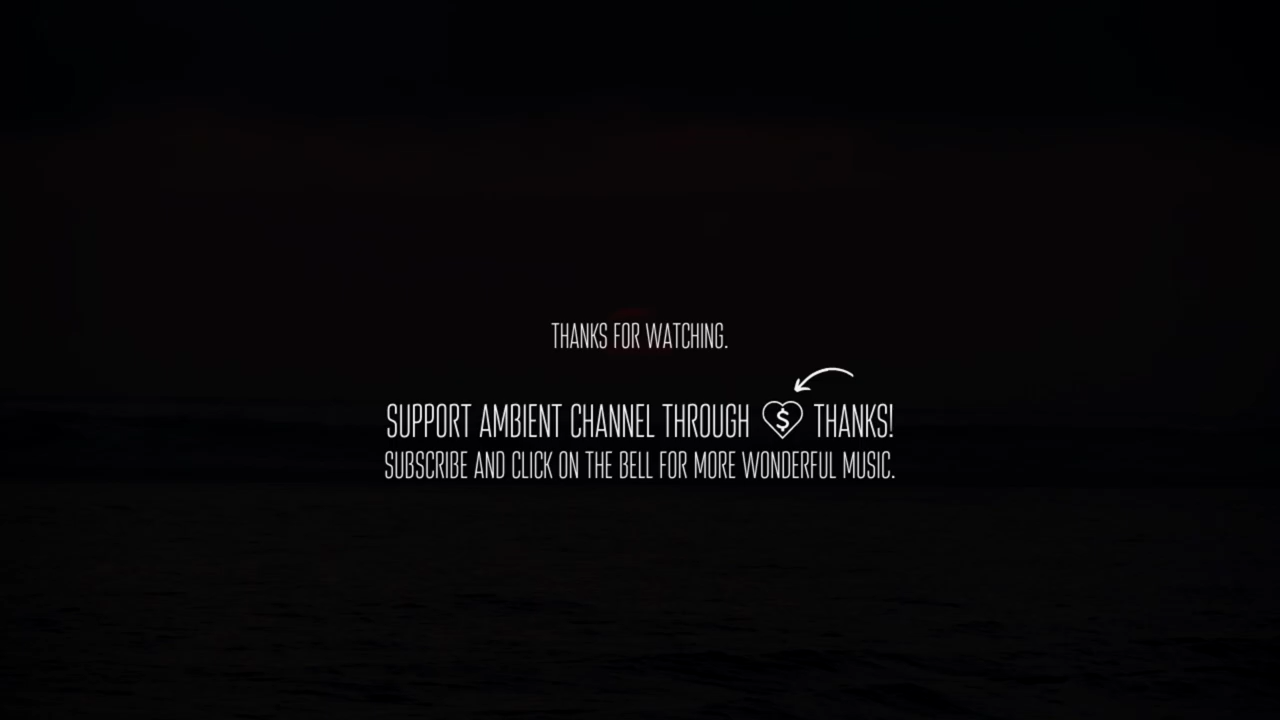 THANKS FOR WATCHING.
SUPPORT AMBIENT CHANNEL THROUGH $ THANKS!
SUBSCRIBE AND CLICK ON THE BELL FOR MORE WONDERFUL MUSIC.